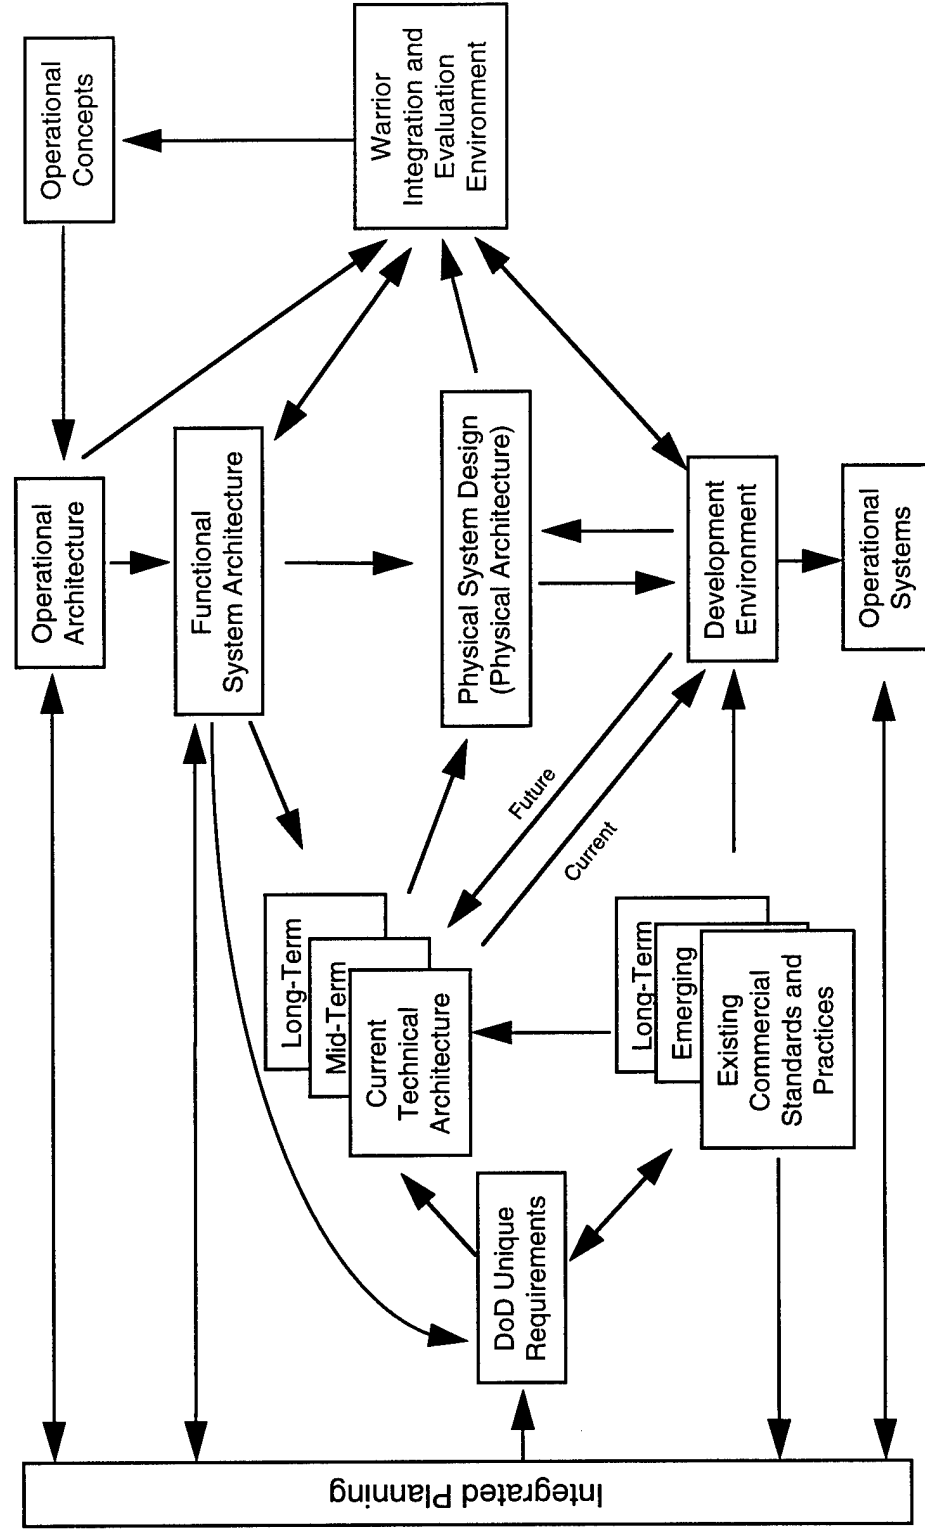 Operational
Concepts
Warrior
Integration and
Evaluation
Environment
Operational
Architecture
Functional
System Architecture
Physical System Design
(Physical Architecture)
Development
Environment
Operational
Systems
Future
Current
Long-Term
Mid-Term
Current
Technical
Architecture
Long-Term
Emerging
Existing
Commercial
Standards and
Practices
DoD Unique
Requirements
Integrated Planning